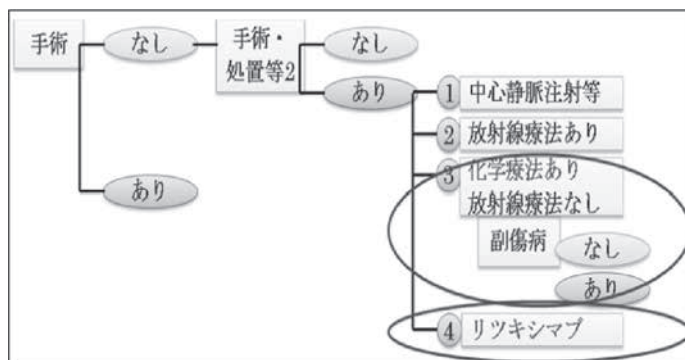 手術
なし
手術・
処置等2
なし
あり
1 中心静脈注射等
2 放射線療法あり
3 化学療法あり
放射線療法なし
副傷病
なし
あり
あり
4 リツキシマブ